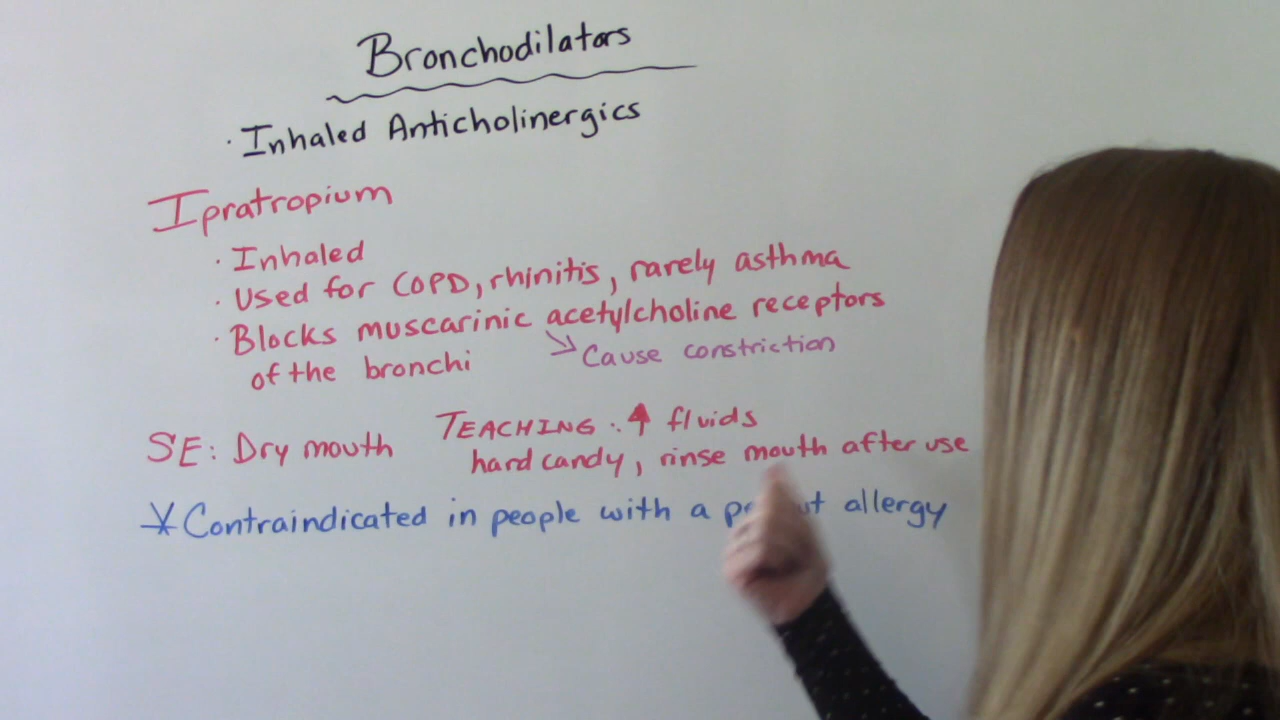 Bronchodilators
· Inhaled Anticholinergics
Ipratropium
· Inhaled
· Used for COPD, rhinitis, rarely asthma
· Blocks muscarinic acetylcholine receptors
of the bronchi
↘ Cause constriction
SE: Dry mouth
TEACHING: ↑ fluids
hard candy, rinse mouth after use
* Contraindicated in people with a allergy